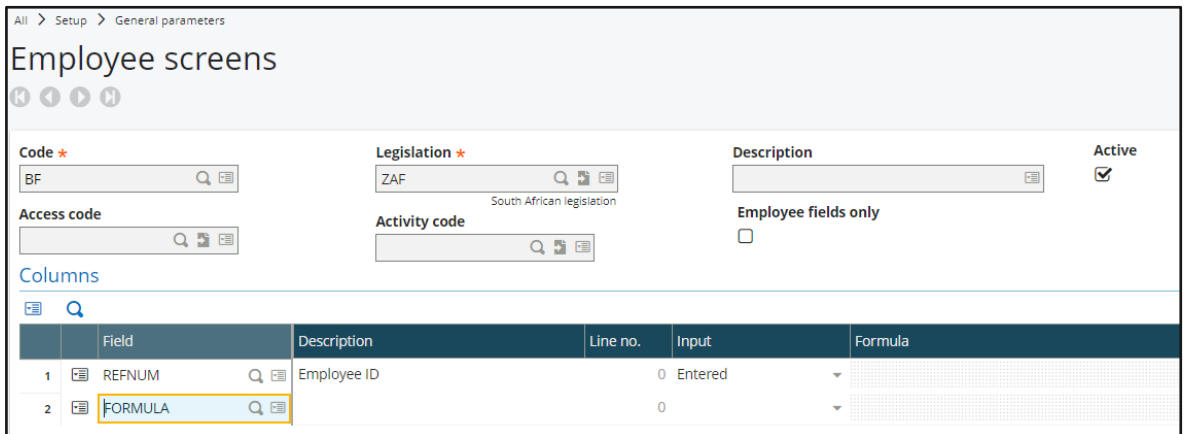 All > Setup > General parameters
Employee screens
Code * Legislation * Description Active
BF ZAF
South African legislation
Access code Activity code Employee fields only
Columns
Field Description Line no. Input Formula
1 REFNUM Employee ID 0 Entered
2 FORMULA 0